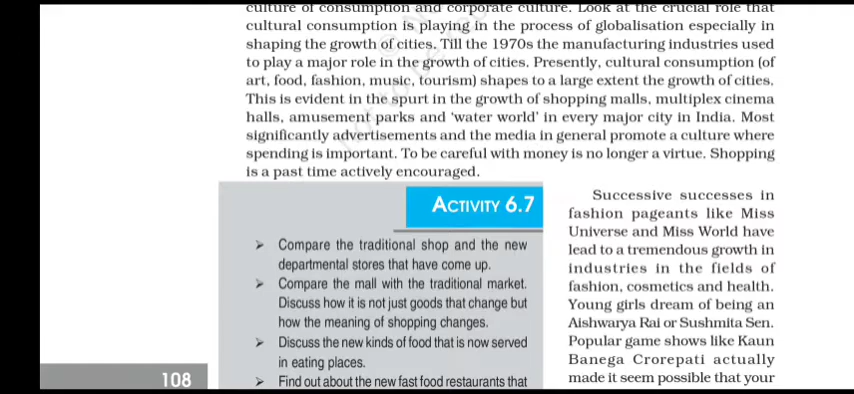 culture of consumption and corporate culture. Look at the crucial role that
cultural consumption is playing in the process of globalisation especially in
shaping the growth of cities. Till the 1970s the manufacturing industries used
to play a major role in the growth of cities. Presently, cultural consumption (of
art, food, fashion, music, tourism) shapes to a large extent the growth of cities.
This is evident in the spurt in the growth of shopping malls, multiplex cinema
halls, amusement parks and ‘water world’ in every major city in India. Most
significantly advertisements and the media in general promote a culture where
spending is important. To be careful with money is no longer a virtue. Shopping
is a past time actively encouraged.
ACTIVITY 6.7
➢ Compare the traditional shop and the new
departmental stores that have come up.
➢ Compare the mall with the traditional market.
Discuss how it is not just goods that change but
how the meaning of shopping changes.
➢ Discuss the new kinds of food that is now served
in eating places.
➢ Find out about the new fast food restaurants that
Successive successes in
fashion pageants like Miss
Universe and Miss World have
lead to a tremendous growth in
industries in the fields of
fashion, cosmetics and health.
Young girls dream of being an
Aishwarya Rai or Sushmita Sen.
Popular game shows like Kaun
Banega Crorepati actually
made it seem possible that your
108